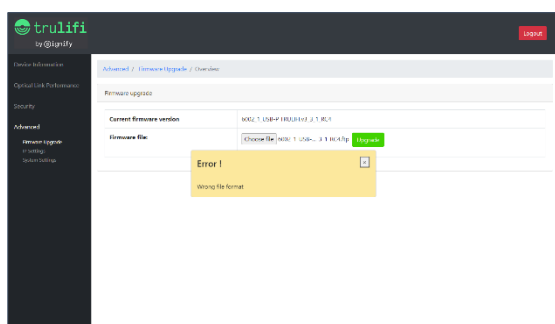 trulifi
by Signify
Logout
Device Information
Optical Link Performance
Security
Advanced
Firmware Upgrade
IP Settings
System Settings
Advanced / Firmware Upgrade / Overview
Firmware upgrade
Current firmware version
Firmware file:
Choose file
Upgrade
Error !
x
Wrong file format